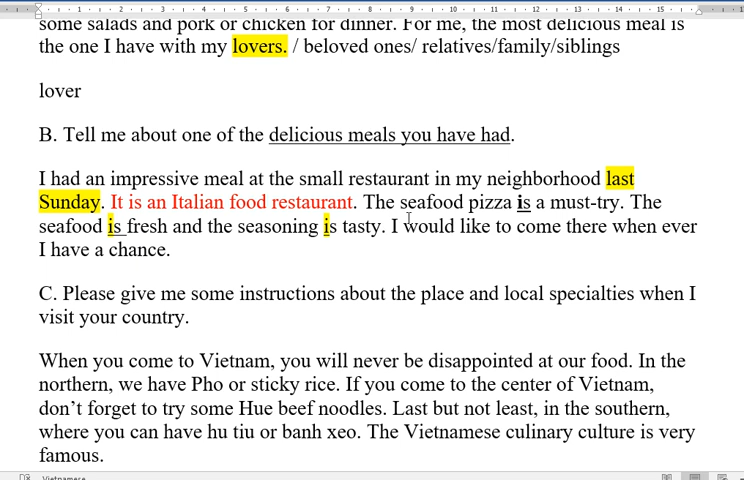 some salads and pork or chicken for dinner. For me, the most delicious meal is
the one I have with my lovers. / beloved ones/ relatives/family/siblings
lover
B. Tell me about one of the delicious meals you have had.
I had an impressive meal at the small restaurant in my neighborhood last
Sunday. It is an Italian food restaurant. The seafood pizza is a must-try. The
seafood is fresh and the seasoning is tasty. I would like to come there when ever
I have a chance.
C. Please give me some instructions about the place and local specialties when I
visit your country.
When you come to Vietnam, you will never be disappointed at our food. In the
northern, we have Pho or sticky rice. If you come to the center of Vietnam,
don’t forget to try some Hue beef noodles. Last but not least, in the southern,
where you can have hu tiu or banh xeo. The Vietnamese culinary culture is very
famous.
Vietnamese